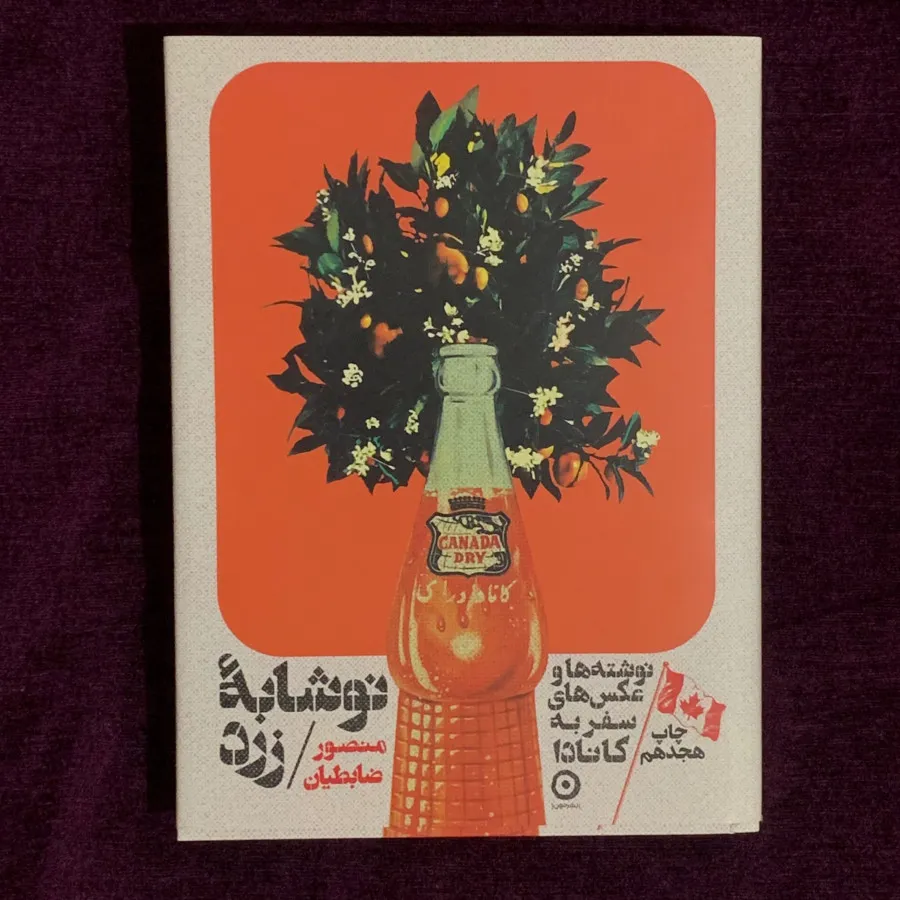 CANADA
DRY
کانادا درای
نوشابهٔ
زرد
منصور
ضابطیان
نوشته‌ها و
عکس‌های
سفر به
کانادا
چاپ
هجدهم